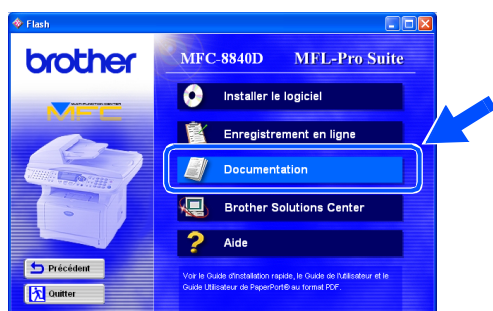 Flash
brother
MFC-8840D MFL-Pro Suite
MFC
Installer le logiciel
Enregistrement en ligne
Documentation
Brother Solutions Center
Aide
Précédent
Quitter
Voir le Guide d'installation rapide, le Guide de l'utilisateur et le
Guide Utilisateur de PaperPort® au format PDF.